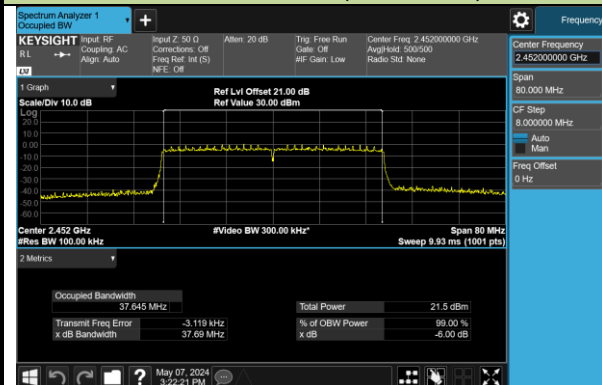 Spectrum Analyzer 1
Occupied BW
Frequency
KEYSIGHT
RL
Input: RF
Coupling: AC
Align: Auto
Input Z: 50 Ω
Corrections: Off
Freq Ref: Int (S)
NFE: Off
Atten: 20 dB
Trig: Free Run
Gate: Off
#IF Gain: Low
Center Freq: 2.452000000 GHz
Avg|Hold: 500/500
Radio Std: None
Center Frequency
2.452000000 GHz
Span
80.000 MHz
CF Step
8.000000 MHz
Auto
Man
Freq Offset
0 Hz
1 Graph
Scale/Div 10.0 dB
Ref Lvl Offset 21.00 dB
Ref Value 30.00 dBm
Log
20.0
10.0
0.00
-10.0
-20.0
-30.0
-40.0
-50.0
-60.0
Center 2.452 GHz
#Video BW 300.00 kHz*
Span 80 MHz
#Res BW 100.00 kHz
Sweep 9.93 ms (1001 pts)
2 Metrics
Occupied Bandwidth
37.645 MHz
Total Power
21.5 dBm
Transmit Freq Error
-3.119 kHz
% of OBW Power
99.00 %
x dB Bandwidth
37.69 MHz
x dB
-6.00 dB
May 07, 2024
3:22:21 PM